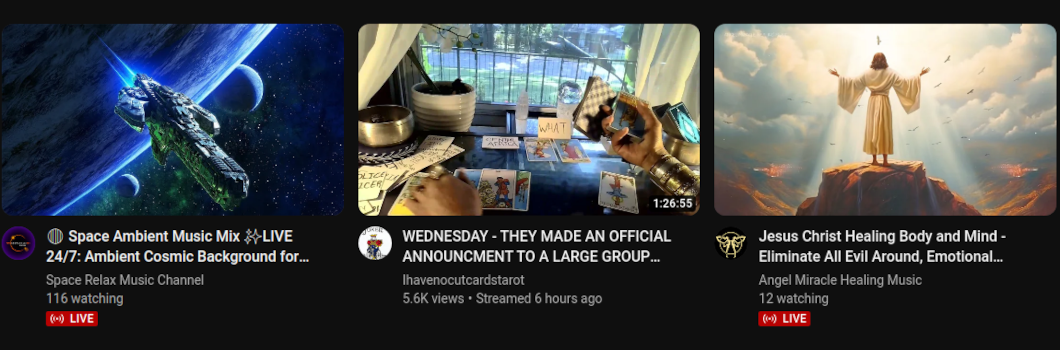 WHAT
1:26:55
Space Ambient Music Mix ✨LIVE
24/7: Ambient Cosmic Background for...
Space Relax Music Channel
116 watching
LIVE
WEDNESDAY - THEY MADE AN OFFICIAL
ANNOUNCMENT TO A LARGE GROUP...
Ihavenocutcardstarot
5.6K views • Streamed 6 hours ago
Jesus Christ Healing Body and Mind -
Eliminate All Evil Around, Emotional...
Angel Miracle Healing Music
12 watching
LIVE